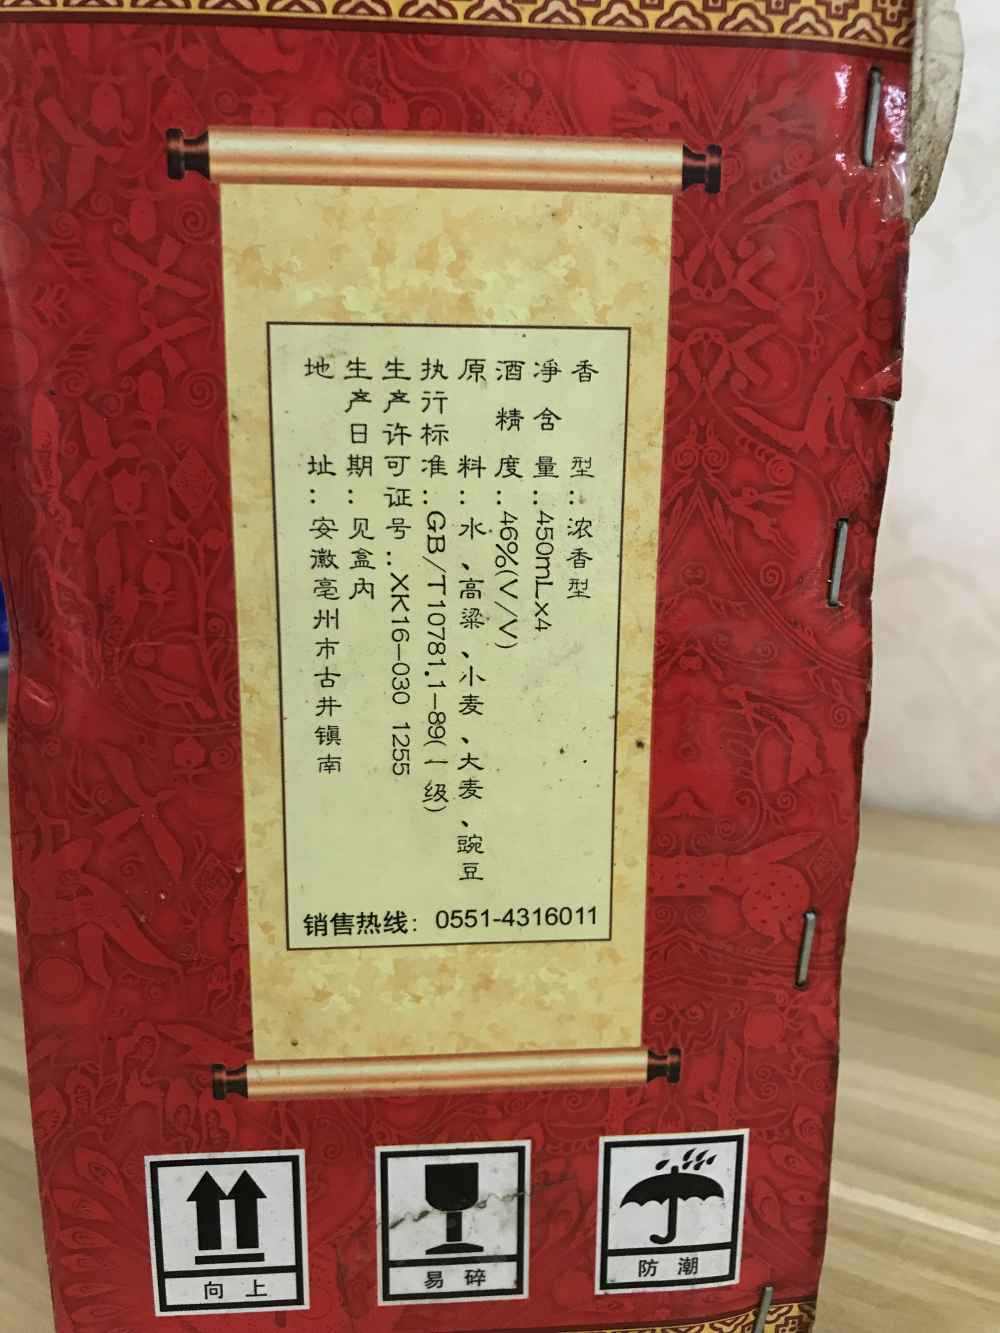 香型：浓香型
净含量：450mL×4
酒精度：46%(V/V)
原料：水、高粱、小麦、大麦、豌豆
执行标准：GB/T10781.1-89(一级)
生产许可证号：XK16-030 1255
生产日期：见盒内
地址：安徽亳州市古井镇南
销售热线：0551-4316011
向上
易碎
防潮